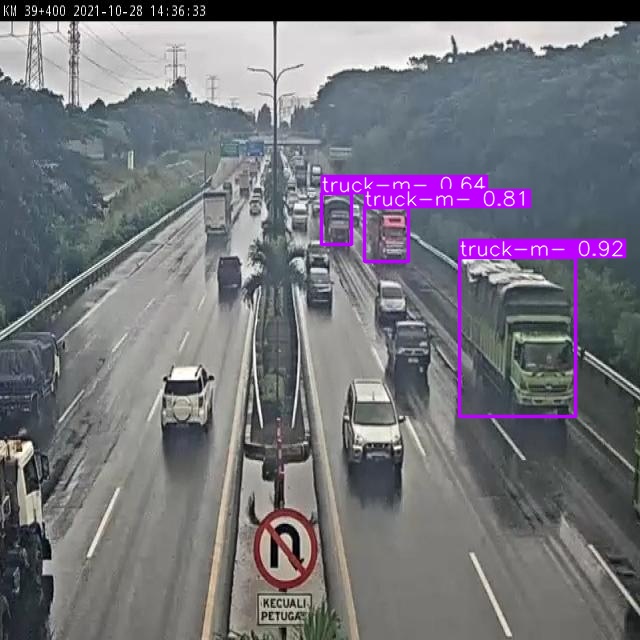 KM 39+400 2021-10-28 14:36:33
truck-m- 0.64
truck-m- 0.81
truck-m- 0.92
KECUALI
PETUGAS